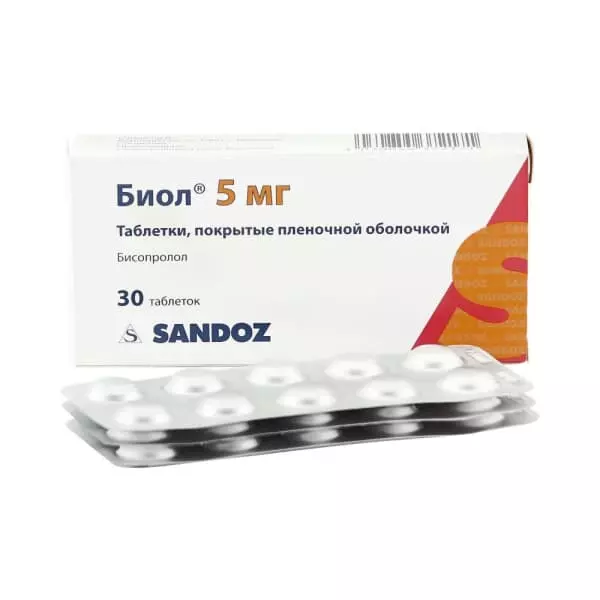 Биол® 5 мг
Таблетки, покрытые пленочной оболочкой
Бисопролол
30 таблеток
S SANDOZ